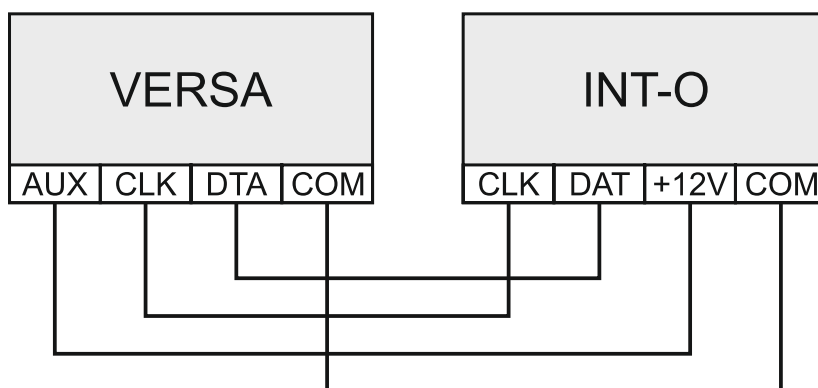 VERSA
INT-O
AUX CLK DTA COM
CLK DAT +12V COM